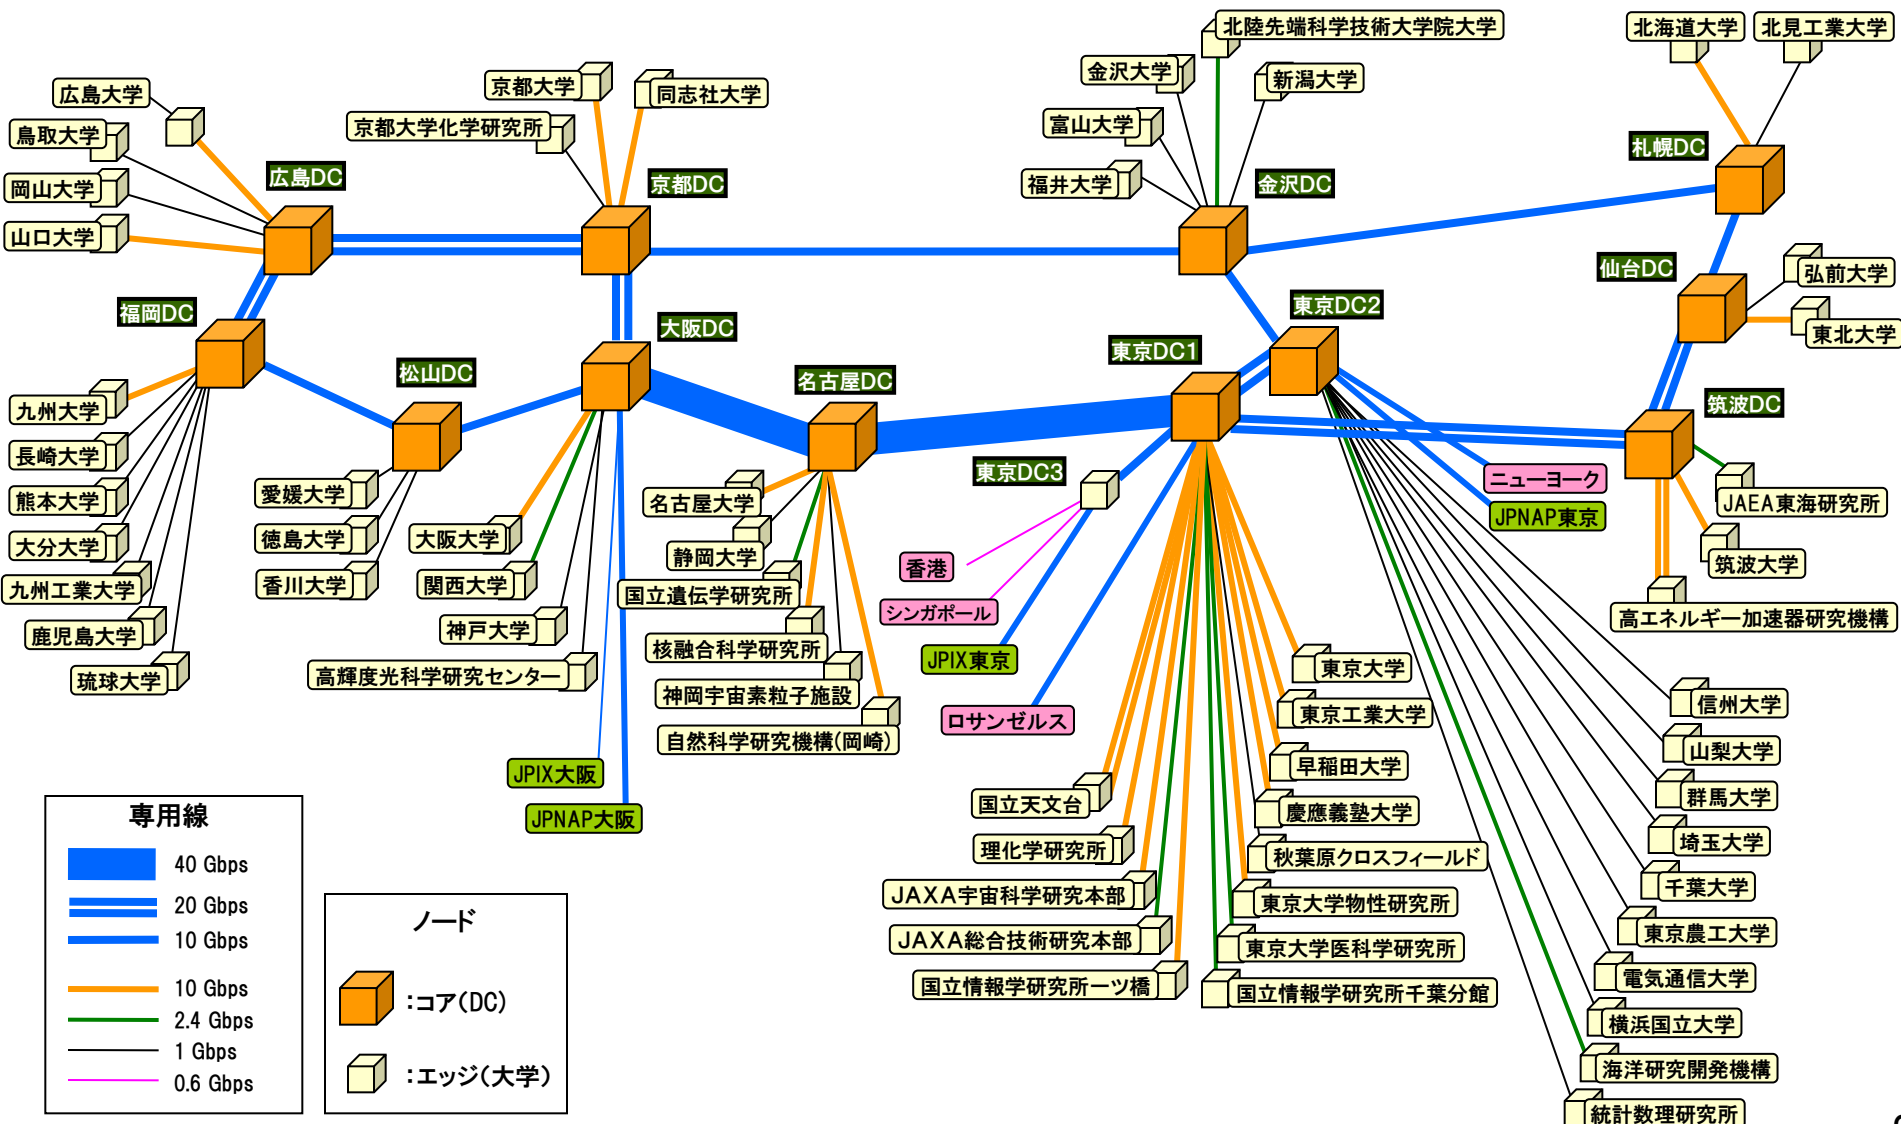 北陸先端科学技術大学院大学
北海道大学
北見工業大学
金沢大学
新潟大学
京都大学
同志社大学
広島大学
京都大学化学研究所
富山大学
鳥取大学
札幌DC
広島DC
京都DC
福井大学
金沢DC
岡山大学
山口大学
仙台DC
弘前大学
福岡DC
大阪DC
東京DC2
東北大学
東京DC1
松山DC
名古屋DC
筑波DC
九州大学
長崎大学
東京DC3
ニューヨーク
愛媛大学
名古屋大学
JAEA東海研究所
熊本大学
JPNAP東京
大分大学
徳島大学
大阪大学
静岡大学
香港
筑波大学
九州工業大学
香川大学
関西大学
国立遺伝学研究所
シンガポール
高エネルギー加速器研究機構
鹿児島大学
神戸大学
核融合科学研究所
JPIX東京
東京大学
琉球大学
高輝度光科学研究センター
神岡宇宙素粒子施設
信州大学
ロサンゼルス
東京工業大学
自然科学研究機構(岡崎)
山梨大学
JPIX大阪
早稲田大学
群馬大学
国立天文台
慶應義塾大学
JPNAP大阪
埼玉大学
理化学研究所
秋葉原クロスフィールド
千葉大学
JAXA宇宙科学研究本部
東京大学物性研究所
東京農工大学
JAXA総合技術研究本部
東京大学医科学研究所
電気通信大学
国立情報学研究所一ツ橋
国立情報学研究所千葉分館
横浜国立大学
海洋研究開発機構
統計数理研究所
専用線
40 Gbps
20 Gbps
10 Gbps
10 Gbps
2.4 Gbps
1 Gbps
0.6 Gbps
ノード
:コア(DC)
:エッジ(大学)